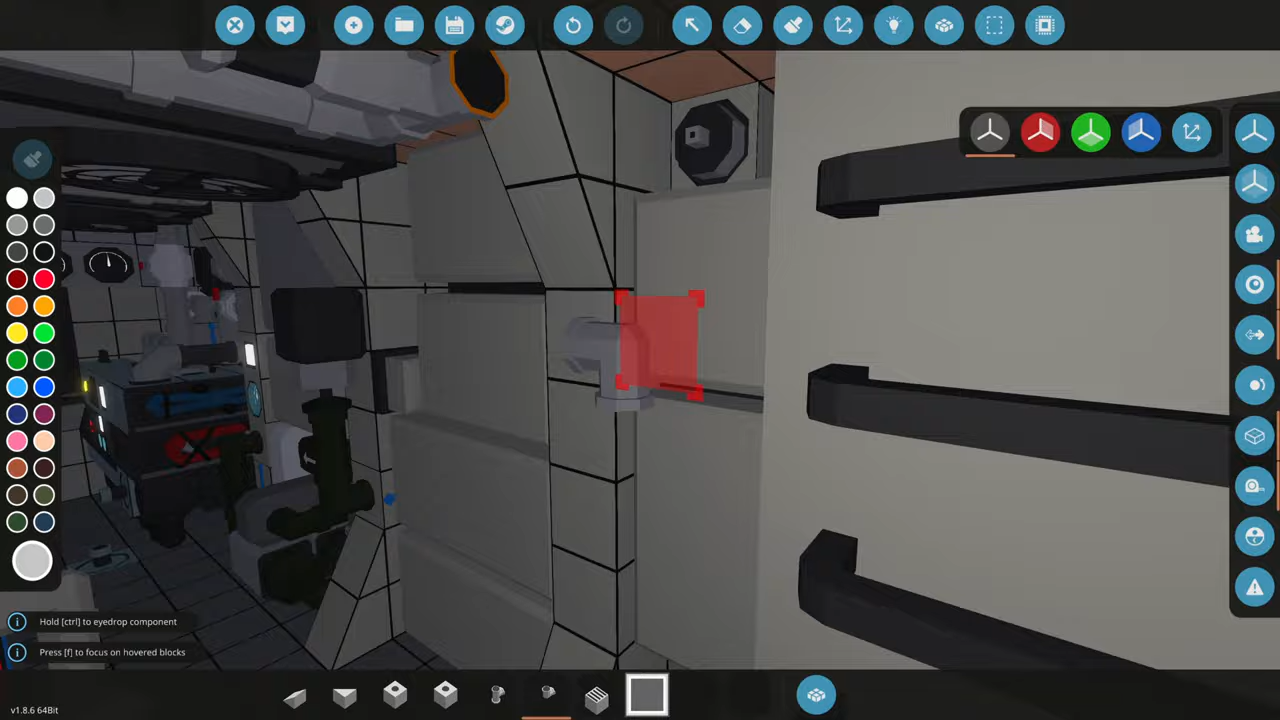 Hold [ctrl] to eyedrop component
Press [f] to focus on hovered blocks
v1.8.6 64Bit